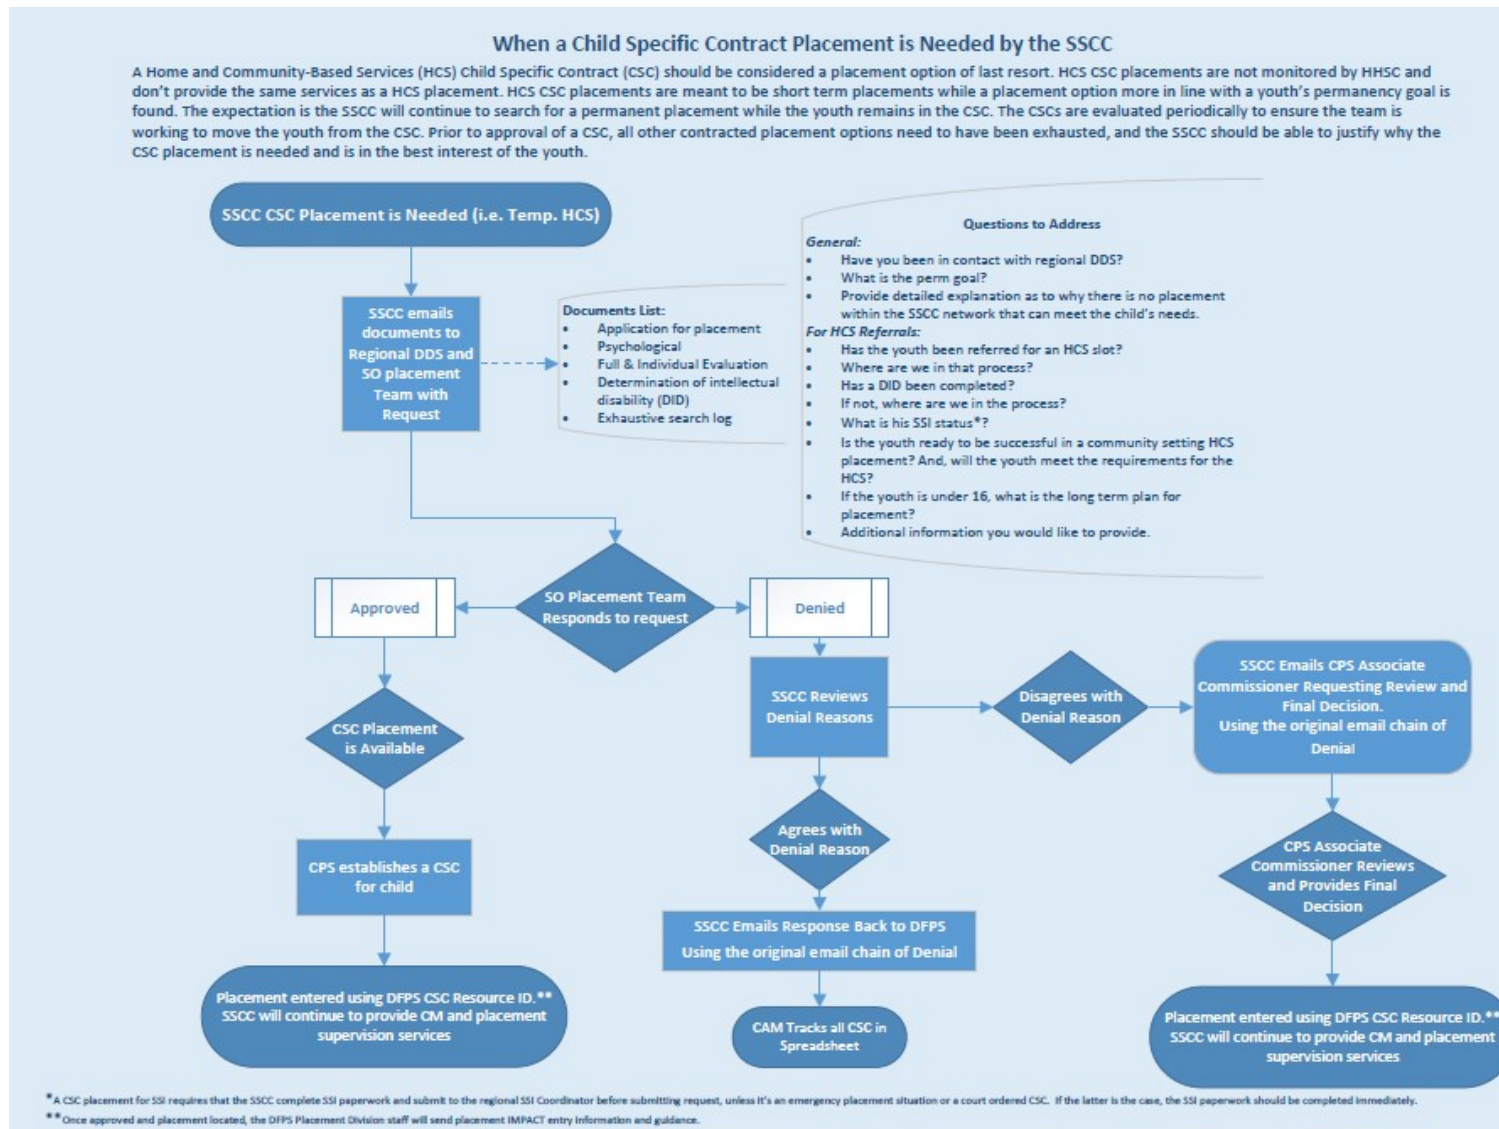 When a Child Specific Contract Placement is Needed by the SSCC
A Home and Community-Based Services (HCS) Child Specific Contract (CSC) should be considered a placement option of last resort. HCS CSC placements are not monitored by HHSC and
don't provide the same services as a HCS placement. HCS CSC placements are meant to be short term placements while a placement option more in line with a youth's permanency goal is
found. The expectation is the SSCC will continue to search for a permanent placement while the youth remains in the CSC. The CSCs are evaluated periodically to ensure the team is
working to move the youth from the CSC. Prior to approval of a CSC, all other contracted placement options need to have been exhausted, and the SSCC should be able to justify why the
CSC placement is needed and is in the best interest of the youth.
SSCC CSC Placement is Needed (i.e. Temp. HCS)
SSCC emails
documents to
Regional DDS and
SO placement
Team with
Request
Documents List:
• Application for placement
• Psychological
• Full & Individual Evaluation
• Determination of intellectual
disability (DID)
• Exhaustive search log
Questions to Address
General:
• Have you been in contact with regional DDS?
• What is the perm goal?
• Provide detailed explanation as to why there is no placement
within the SSCC network that can meet the child's needs.
For HCS Referrals:
• Has the youth been referred for an HCS slot?
• Where are we in that process?
• Has a DID been completed?
• If not, where are we in the process?
• What is his SSI status*?
• Is the youth ready to be successful in a community setting HCS
placement? And, will the youth meet the requirements for the
HCS?
• If the youth is under 16, what is the long term plan for
placement?
• Additional information you would like to provide.
SO Placement Team
Responds to request
Approved
Denied
CSC Placement
is Available
CPS establishes a CSC
for child
Placement entered using DFPS CSC Resource ID.**
SSCC will continue to provide CM and placement
supervision services
SSCC Reviews
Denial Reasons
Agrees with
Denial Reason
SSCC Emails Response Back to DFPS
Using the original email chain of Denial
CAM Tracks all CSC in
Spreadsheet
Disagrees with
Denial Reason
SSCC Emails CPS Associate
Commissioner Requesting Review and
Final Decision.
Using the original email chain of
Denial
CPS Associate
Commissioner Reviews
and Provides Final
Decision
Placement entered using DFPS CSC Resource ID.**
SSCC will continue to provide CM and placement
supervision services
*A CSC placement for SSI requires that the SSCC complete SSI paperwork and submit to the regional SSI Coordinator before submitting request, unless it's an emergency placement situation or a court ordered CSC. If the latter is the case, the SSI paperwork should be completed immediately.
**Once approved and placement located, the DFPS Placement Division staff will send placement IMPACT entry information and guidance.